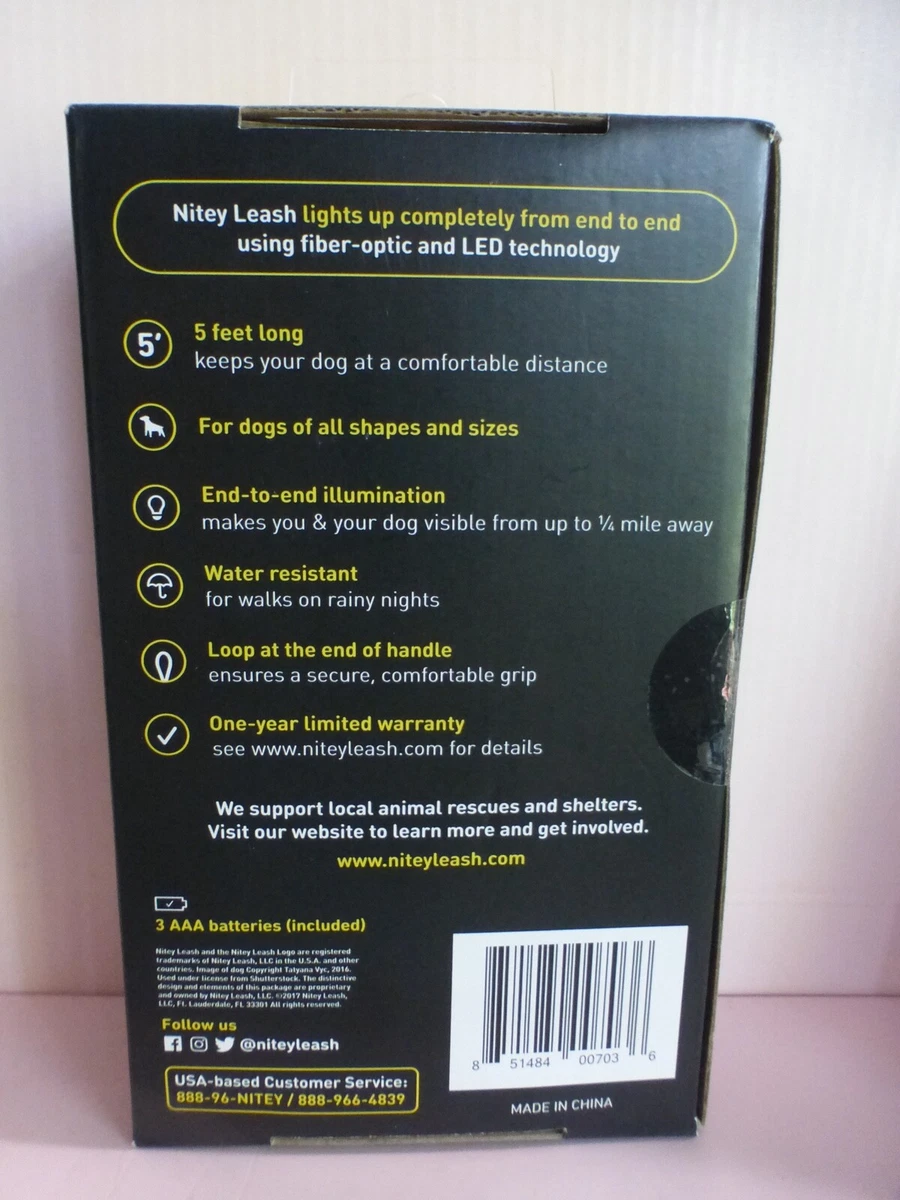 Nitey Leash lights up completely from end to end
using fiber-optic and LED technology
5'
5 feet long
keeps your dog at a comfortable distance
For dogs of all shapes and sizes
End-to-end illumination
makes you & your dog visible from up to ¼ mile away
Water resistant
for walks on rainy nights
Loop at the end of handle
ensures a secure, comfortable grip
One-year limited warranty
see www.niteyleash.com for details
We support local animal rescues and shelters.
Visit our website to learn more and get involved.
www.niteyleash.com
3 AAA batteries (included)
Nitey Leash and the Nitey Leash Logo are registered
trademarks of Nitey Leash, LLC in the U.S.A. and other
countries. Image of dog Copyright Tatyana Vyc, 2016.
Used under license from Shutterstock. The distinctive
design and elements of this package are proprietary
and owned by Nitey Leash, LLC. ©2017 Nitey Leash,
LLC, Ft. Lauderdale, FL 33301 All rights reserved.
Follow us
@niteyleash
USA-based Customer Service:
888-96-NITEY / 888-966-4839
8 51484 00703 6
MADE IN CHINA